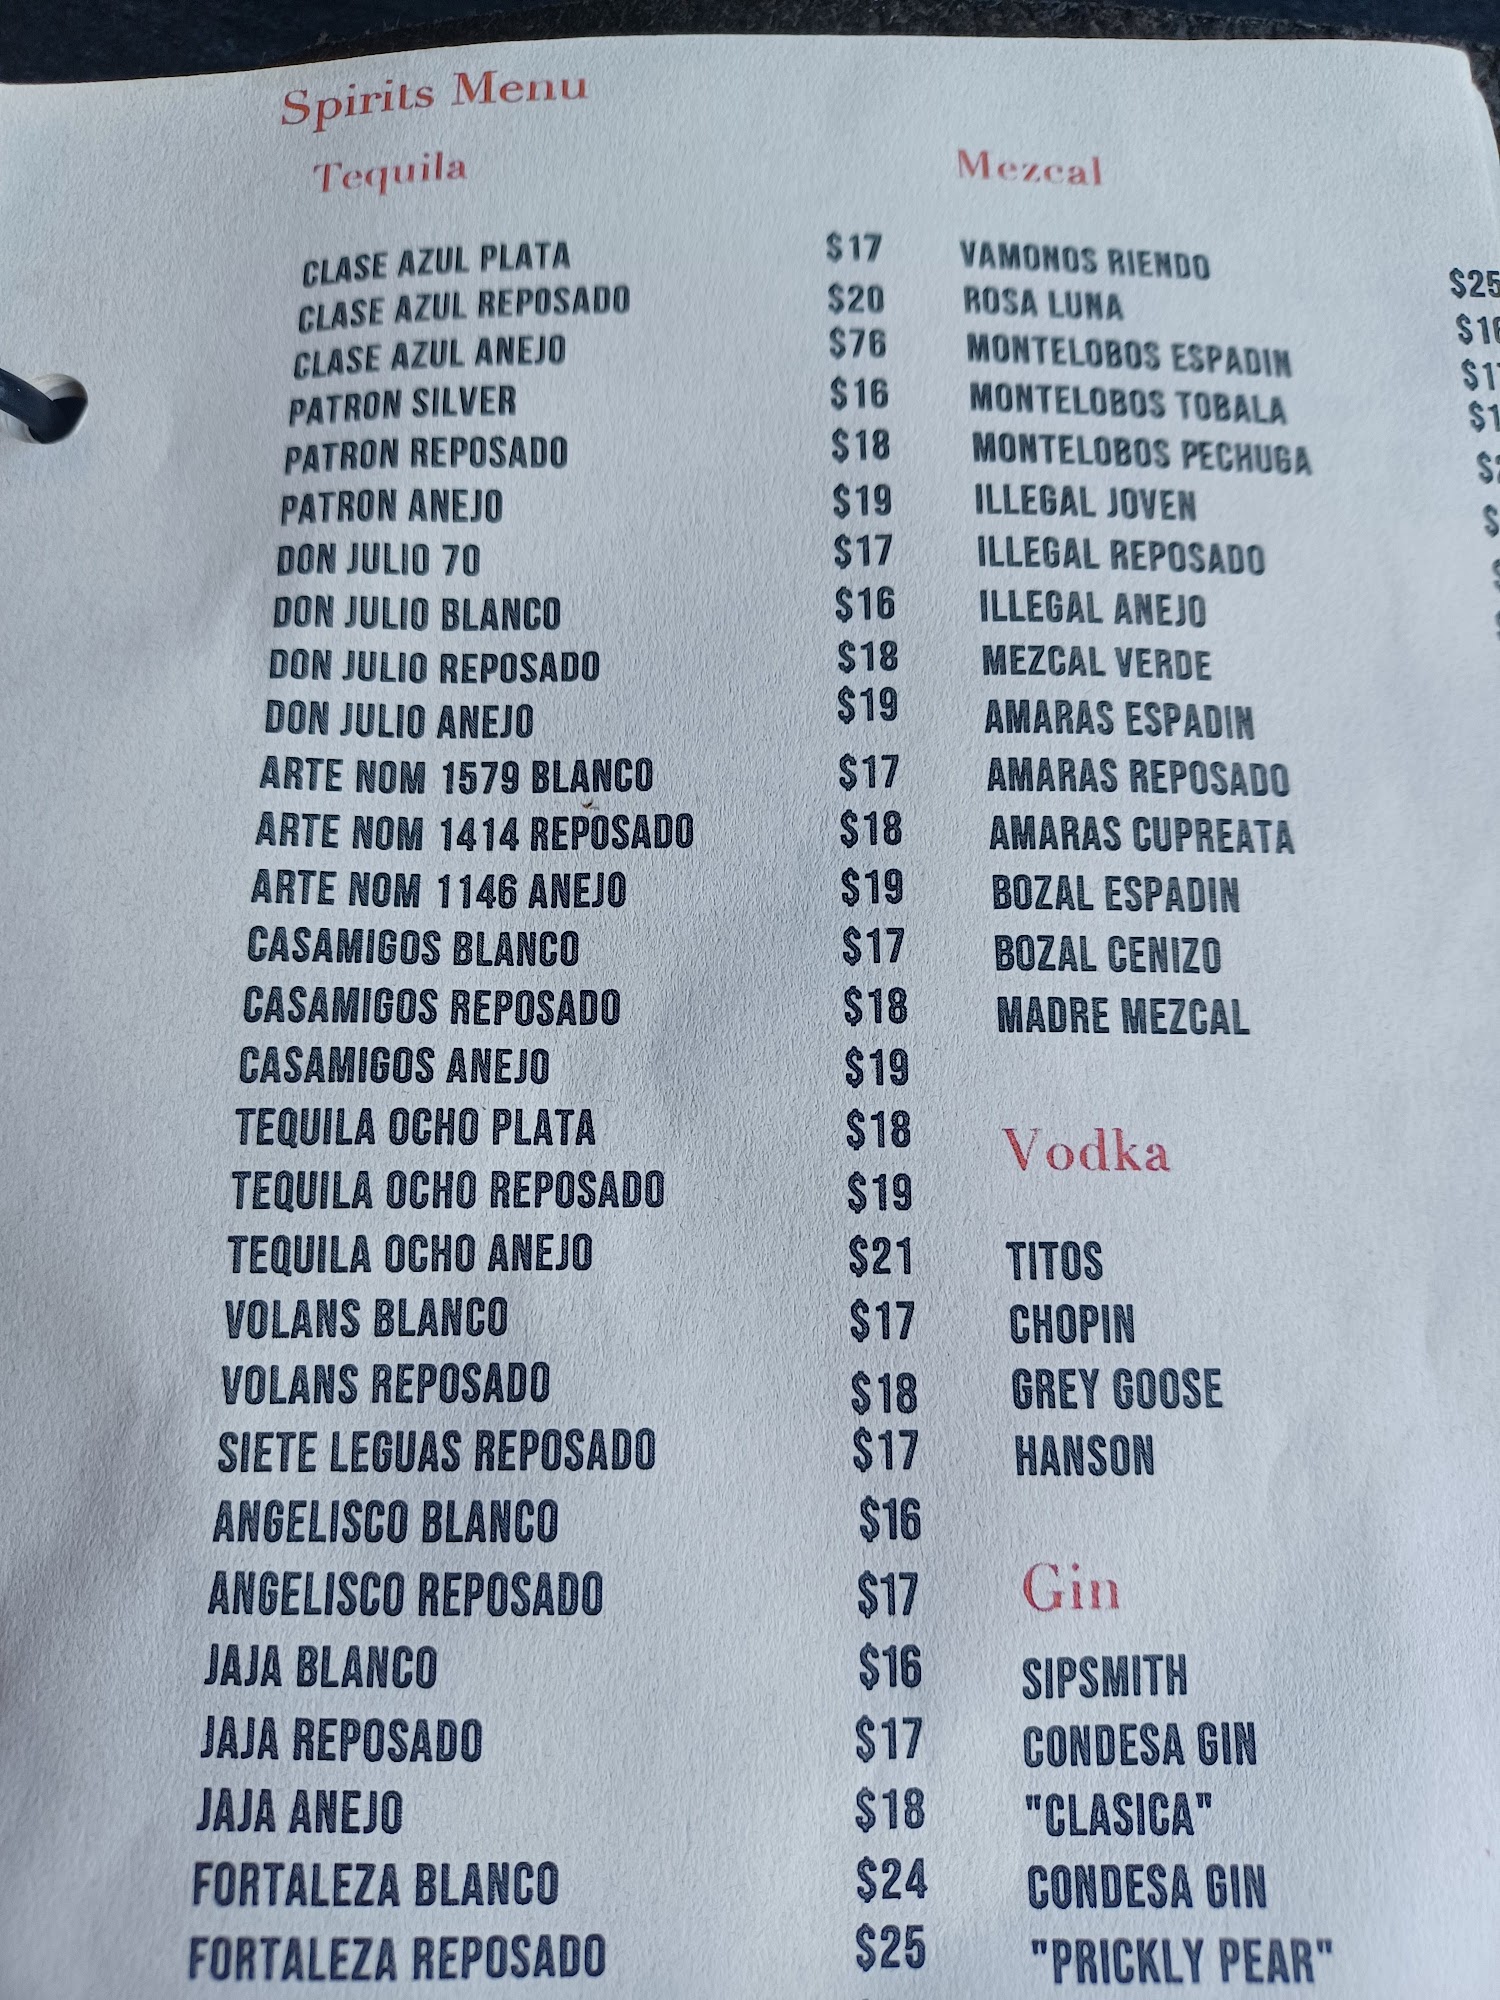 Spirits Menu
Tequila
CLASE AZUL PLATA $17
CLASE AZUL REPOSADO $20
CLASE AZUL ANEJO $76
PATRON SILVER $16
PATRON REPOSADO $18
PATRON ANEJO $19
DON JULIO 70 $17
DON JULIO BLANCO $16
DON JULIO REPOSADO $18
DON JULIO ANEJO $19
ARTE NOM 1579 BLANCO $17
ARTE NOM 1414 REPOSADO $18
ARTE NOM 1146 ANEJO $19
CASAMIGOS BLANCO $17
CASAMIGOS REPOSADO $18
CASAMIGOS ANEJO $19
TEQUILA OCHO PLATA $18
TEQUILA OCHO REPOSADO $19
TEQUILA OCHO ANEJO $21
VOLANS BLANCO $17
VOLANS REPOSADO $18
SIETE LEGUAS REPOSADO $17
ANGELISCO BLANCO $16
ANGELISCO REPOSADO $17
JAJA BLANCO $16
JAJA REPOSADO $17
JAJA ANEJO $18
FORTALEZA BLANCO $24
FORTALEZA REPOSADO $25
Mezcal
VAMONOS RIENDO $25
ROSA LUNA
MONTELOBOS ESPADIN
MONTELOBOS TOBALA
MONTELOBOS PECHUGA
ILLEGAL JOVEN
ILLEGAL REPOSADO
ILLEGAL ANEJO
MEZCAL VERDE
AMARAS ESPADIN
AMARAS REPOSADO
AMARAS CUPREATA
BOZAL ESPADIN
BOZAL CENIZO
MADRE MEZCAL
Vodka
TITOS
CHOPIN
GREY GOOSE
HANSON
Gin
SIPSMITH
CONDESA GIN
"CLASICA"
CONDESA GIN
"PRICKLY PEAR"